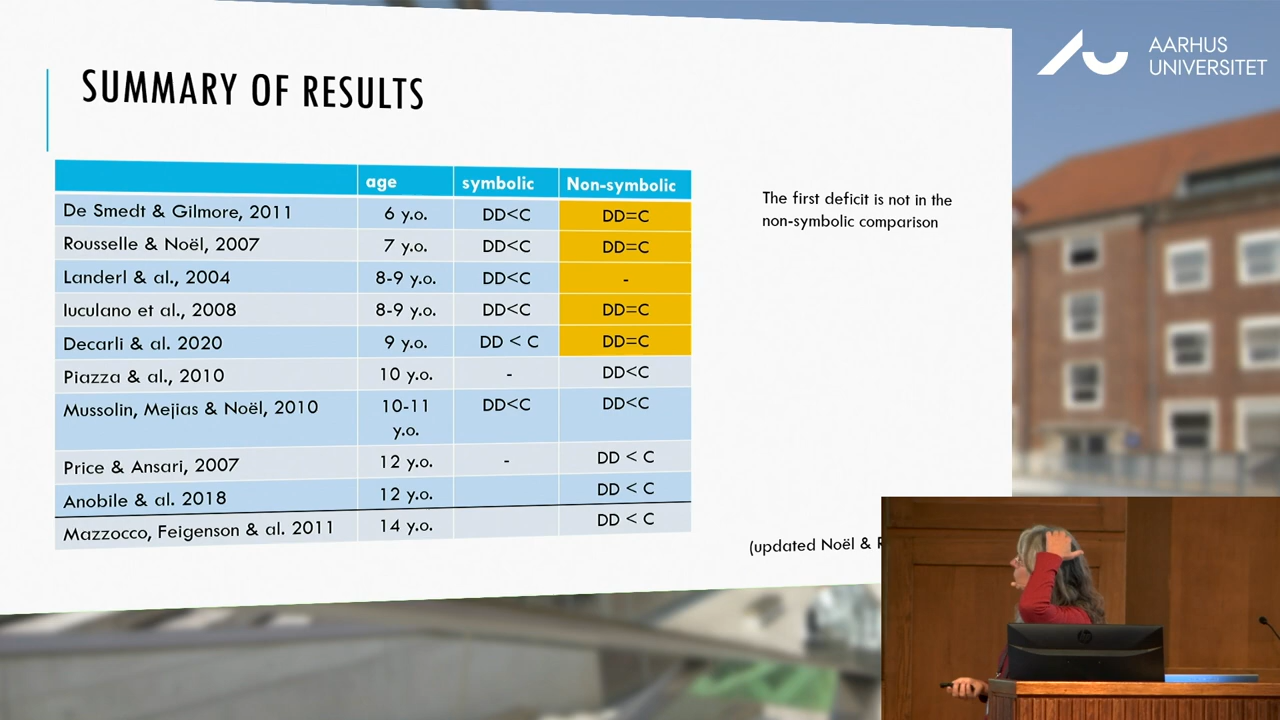 AARHUS
UNIVERSITET
SUMMARY OF RESULTS
age symbolic Non-symbolic
De Smedt & Gilmore, 2011 6 y.o. DD<C DD=C
Rousselle & Noël, 2007 7 y.o. DD<C DD=C
Landerl & al., 2004 8-9 y.o. DD<C -
Iuculano et al., 2008 8-9 y.o. DD<C DD=C
Decarli & al. 2020 9 y.o. DD < C DD=C
Piazza & al., 2010 10 y.o. - DD<C
Mussolin, Mejias & Noël, 2010 10-11 DD<C DD<C
y.o.
Price & Ansari, 2007 12 y.o. - DD < C
Anobile & al. 2018 12 y.o. DD < C
Mazzocco, Feigenson & al. 2011 14 y.o. DD < C
The first deficit is not in the
non-symbolic comparison
(updated Noël &
hp